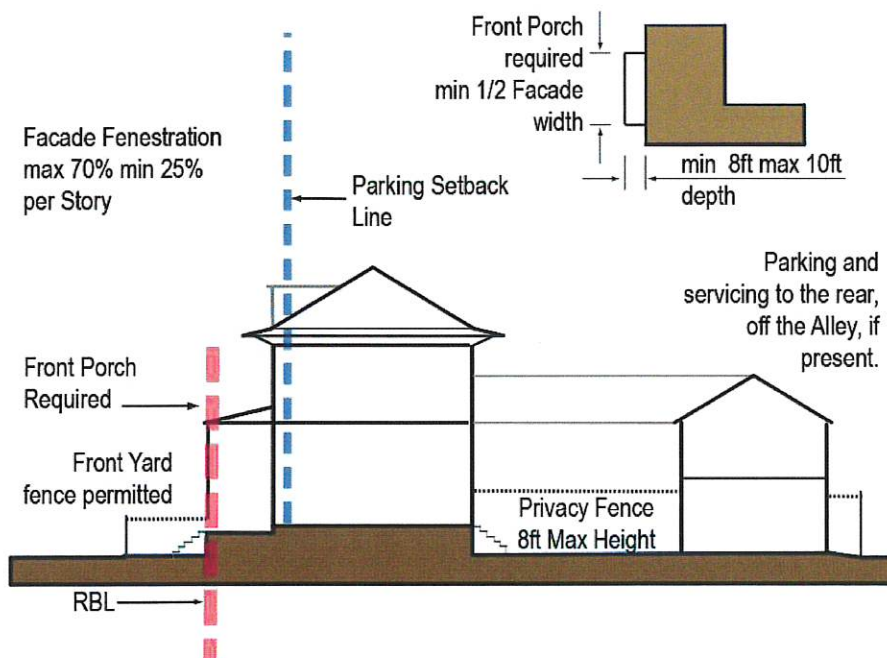 Front Porch
required
min 1/2 Facade
width
min 8ft max 10ft
depth
Facade Fenestration
max 70% min 25%
per Story
Parking Setback
Line
Parking and
servicing to the rear,
off the Alley, if
present.
Front Porch
Required
Front Yard
fence permitted
Privacy Fence
8ft Max Height
RBL